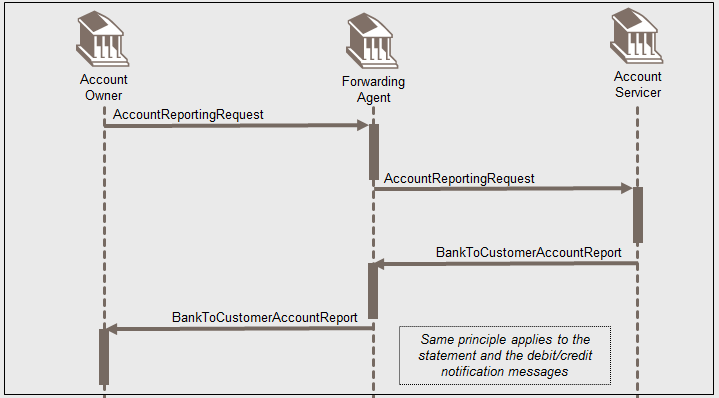 Account
Owner
Forwarding
Agent
Account
Servicer
AccountReportingRequest
AccountReportingRequest
BankToCustomerAccountReport
BankToCustomerAccountReport
Same principle applies to the
statement and the debit/credit
notification messages